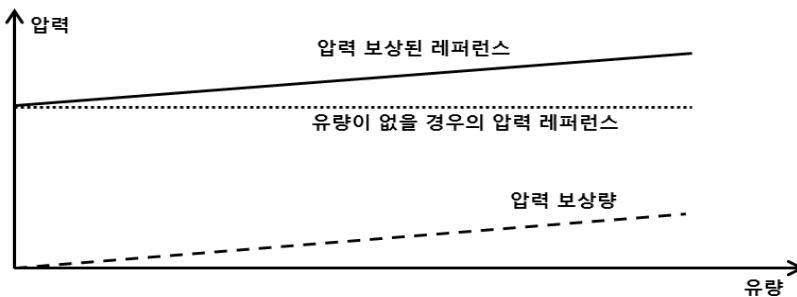 압력
압력 보상된 레퍼런스
유량이 없을 경우의 압력 레퍼런스
압력 보상량
유량